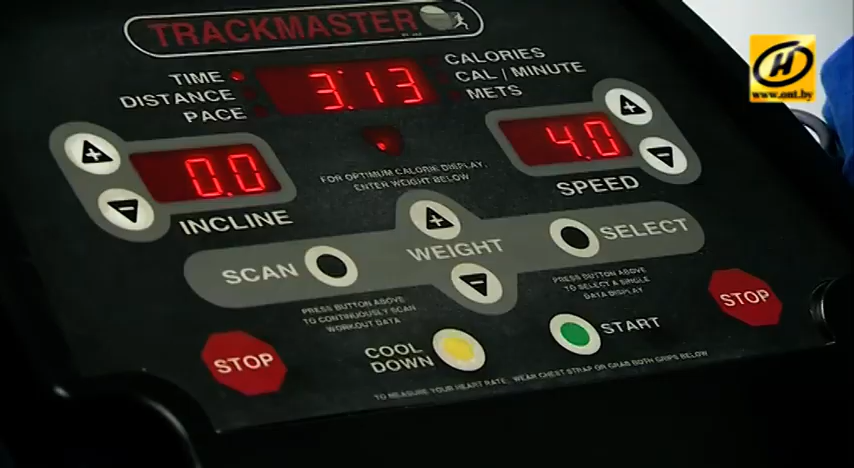 TRACKMASTER
TIME
DISTANCE
PACE
3:13
CALORIES
CAL / MINUTE
METS
H
www.ont.by
+
-
0.0
INCLINE
FOR OPTIMUM CALORIE DISPLAY,
ENTER WEIGHT BELOW
4.0
+
-
SPEED
SCAN
+
WEIGHT
-
SELECT
PRESS BUTTON ABOVE
TO CONTINUOUSLY SCAN
WORKOUT DATA
PRESS BUTTON ABOVE
TO SELECT A SINGLE
DATA DISPLAY
STOP
COOL
DOWN
START
STOP
TO MEASURE YOUR HEART RATE, WEAR CHEST STRAP OR GRAB BOTH GRIPS BELOW